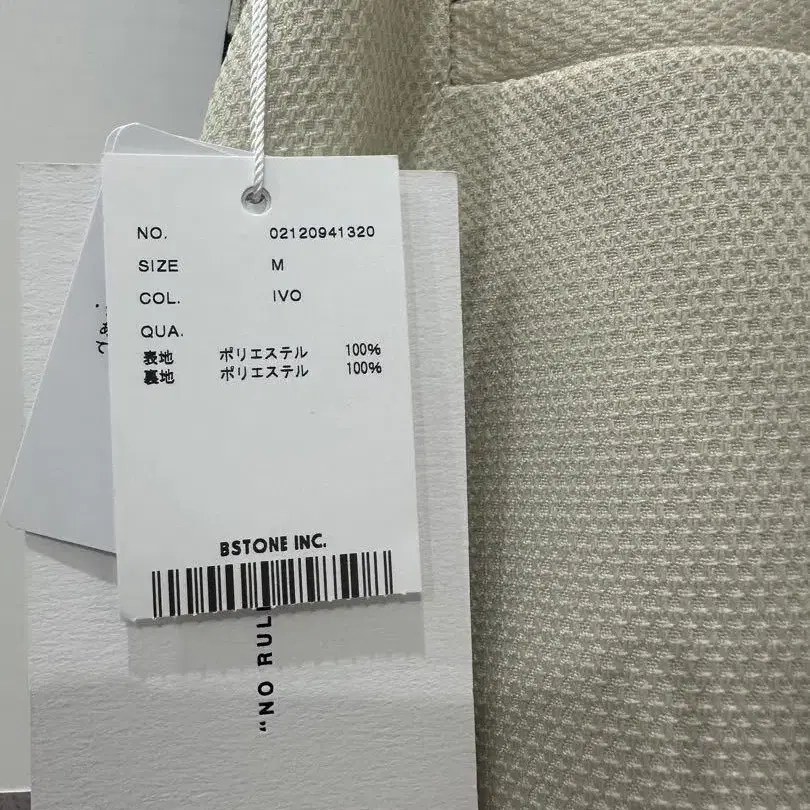 NO. 02120941320
SIZE M
COL. IVO
QUA.
表地 ポリエステル 100%
裏地 ポリエステル 100%
BSTONE INC.
"NO RUL